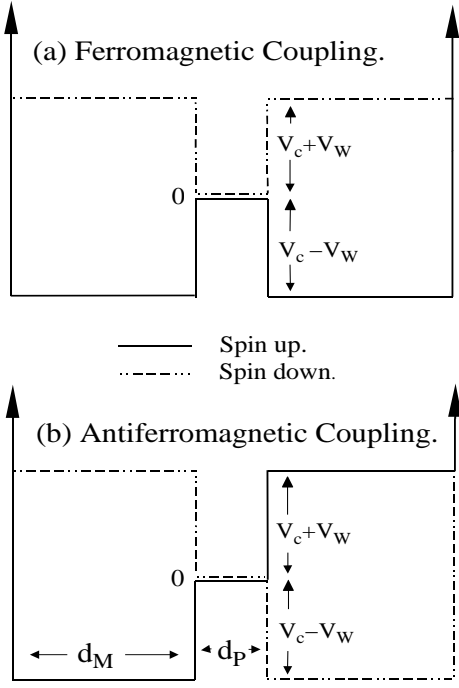 (a) Ferromagnetic Coupling.
V_c+V_W
0
V_c–V_W
Spin up.
Spin down.
(b) Antiferromagnetic Coupling.
V_c+V_W
0
V_c–V_W
d_M
d_P